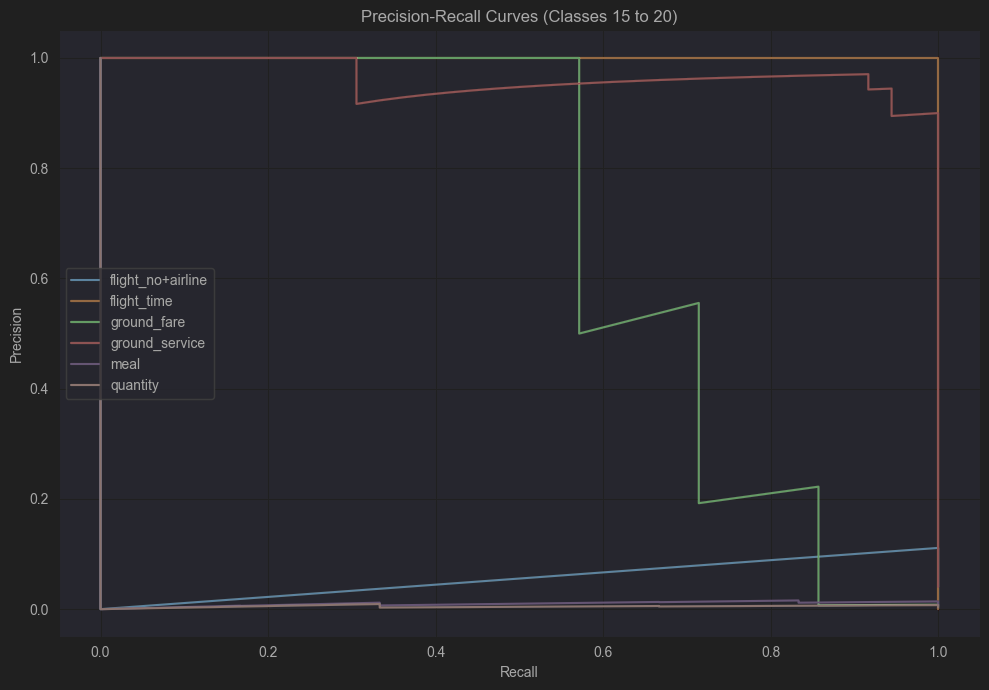 Precision-Recall Curves (Classes 15 to 20)
1.0
0.8
0.6
0.4
0.2
0.0
Precision
flight_no+airline
flight_time
ground_fare
ground_service
meal
quantity
0.0 0.2 0.4 0.6 0.8 1.0
Recall